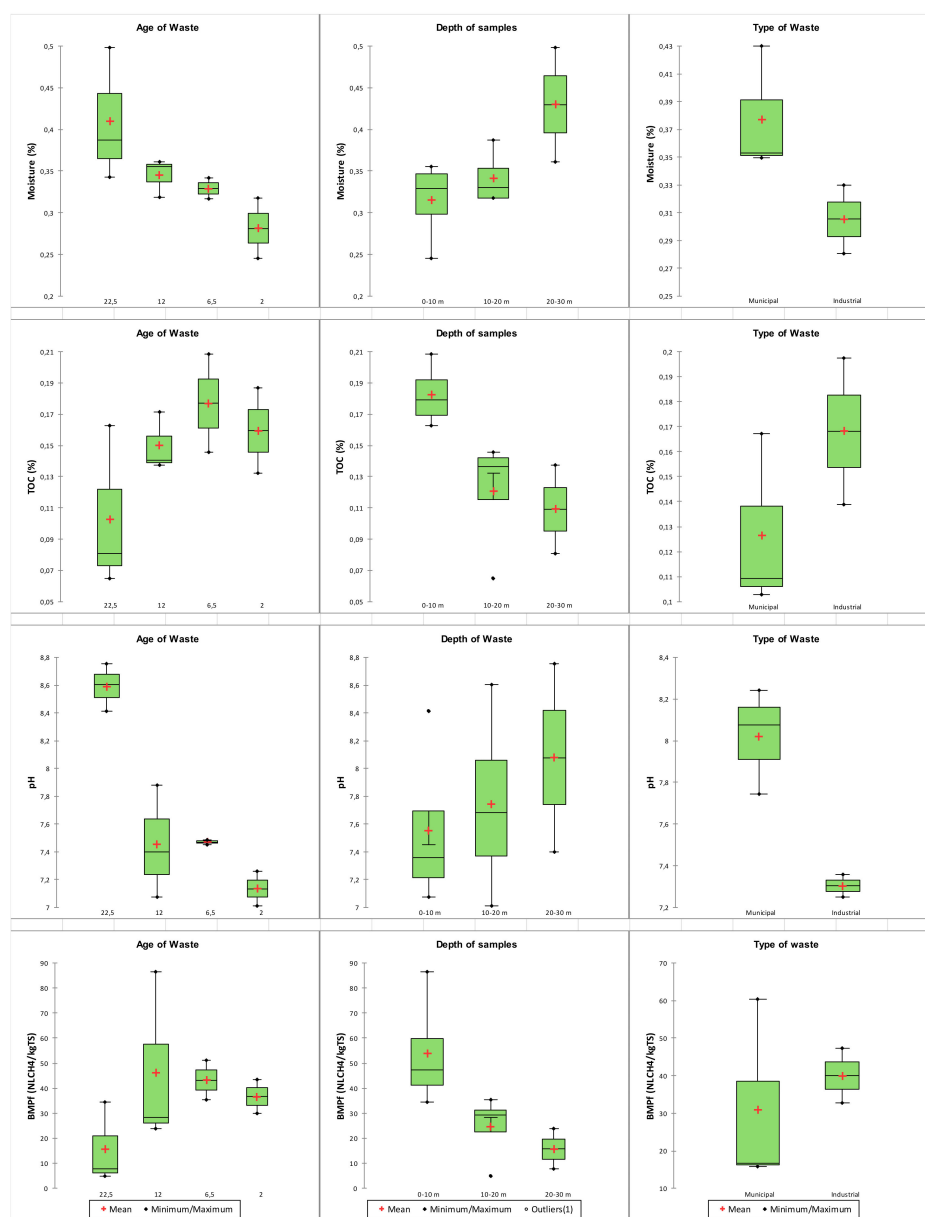 Age of Waste
Moisture (%)
0,5
0,45
0,4
0,35
0,3
0,25
0,2
22,5 12 6,5 2
Depth of samples
Moisture (%)
0,5
0,45
0,4
0,35
0,3
0,25
0,2
0-10 m 10-20 m 20-30 m
Type of Waste
Moisture (%)
0,43
0,41
0,39
0,37
0,35
0,33
0,31
0,29
0,27
0,25
Municipal Industrial
Age of Waste
TOC (%)
0,21
0,19
0,17
0,15
0,13
0,11
0,09
0,07
0,05
22,5 12 6,5 2
Depth of samples
TOC (%)
0,21
0,19
0,17
0,15
0,13
0,11
0,09
0,07
0,05
0-10 m 10-20 m 20-30 m
Type of Waste
TOC (%)
0,2
0,19
0,18
0,17
0,16
0,15
0,14
0,13
0,12
0,11
0,1
Municipal Industrial
Age of Waste
pH
8,8
8,6
8,4
8,2
8
7,8
7,6
7,4
7,2
7
22,5 12 6,5 2
Depth of Waste
pH
8,8
8,6
8,4
8,2
8
7,8
7,6
7,4
7,2
7
0-10 m 10-20 m 20-30 m
Type of Waste
pH
8,4
8,2
8
7,8
7,6
7,4
7,2
Municipal Industrial
Age of Waste
BMPf (NLCH4/kgTS)
90
80
70
60
50
40
30
20
10
0
22,5 12 6,5 2
Mean Minimum/Maximum
Depth of samples
BMPf (NLCH4/kgTS)
90
80
70
60
50
40
30
20
10
0
0-10 m 10-20 m 20-30 m
Mean Minimum/Maximum Outliers(1)
Type of waste
BMPf (NLCH4/kgTS)
70
60
50
40
30
20
10
Municipal Industrial
Mean Minimum/Maximum